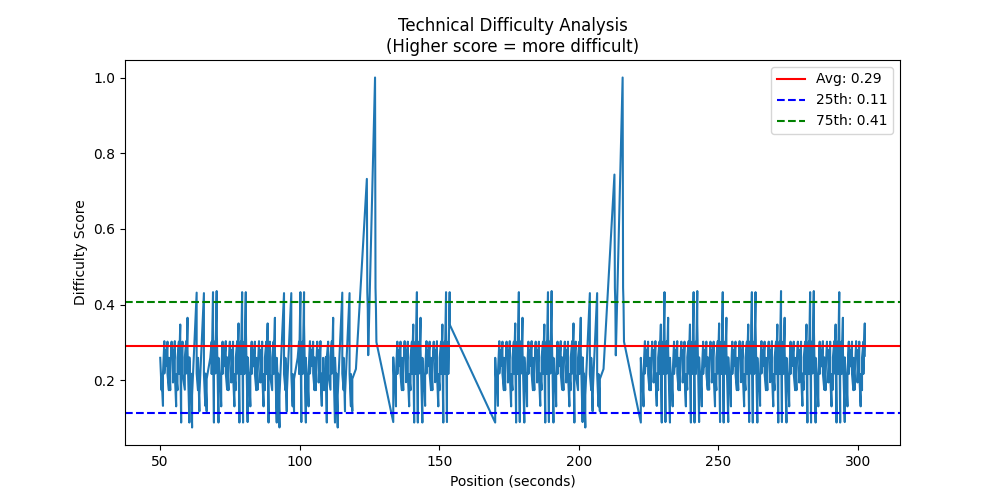 Technical Difficulty Analysis
(Higher score = more difficult)
Avg: 0.29
25th: 0.11
75th: 0.41
Difficulty Score
1.0
0.8
0.6
0.4
0.2
50
100
150
200
250
300
Position (seconds)